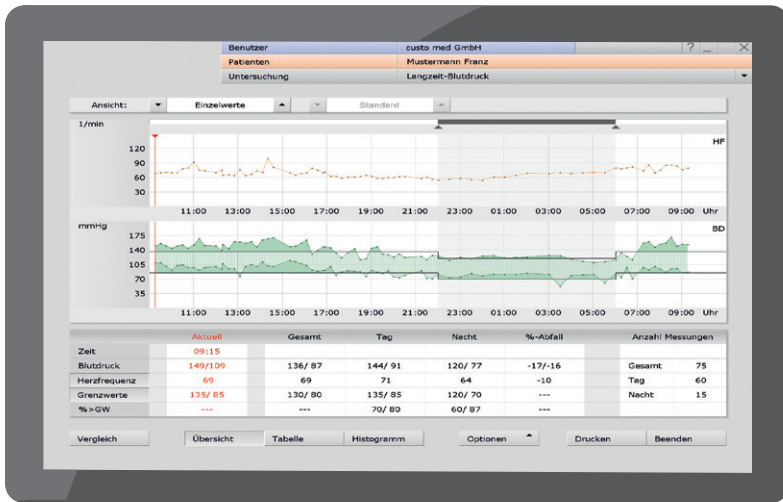 Benutzer custo med GmbH ? _ X
Patienten Mustermann Franz
Untersuchung Langzeit-Blutdruck
Ansicht: Einzelwerte Standard
1/min
HF
120
90
60
30
11:00 13:00 15:00 17:00 19:00 21:00 23:00 01:00 03:00 05:00 07:00 09:00 Uhr
mmHg
BD
175
140
105
70
35
11:00 13:00 15:00 17:00 19:00 21:00 23:00 01:00 03:00 05:00 07:00 09:00 Uhr
Aktuell Gesamt Tag Nacht %-Abfall Anzahl Messungen
Zeit 09:15
Blutdruck 149/109 136/ 87 144/ 91 120/ 77 -17/-16 Gesamt 75
Herzfrequenz 69 69 71 64 -10 Tag 60
Grenzwerte 135/ 85 130/ 80 135/ 85 120/ 70 --- Nacht 15
%>GW --- --- 70/ 80 60/ 87 ---
Vergleich Übersicht Tabelle Histogramm Optionen Drucken Beenden